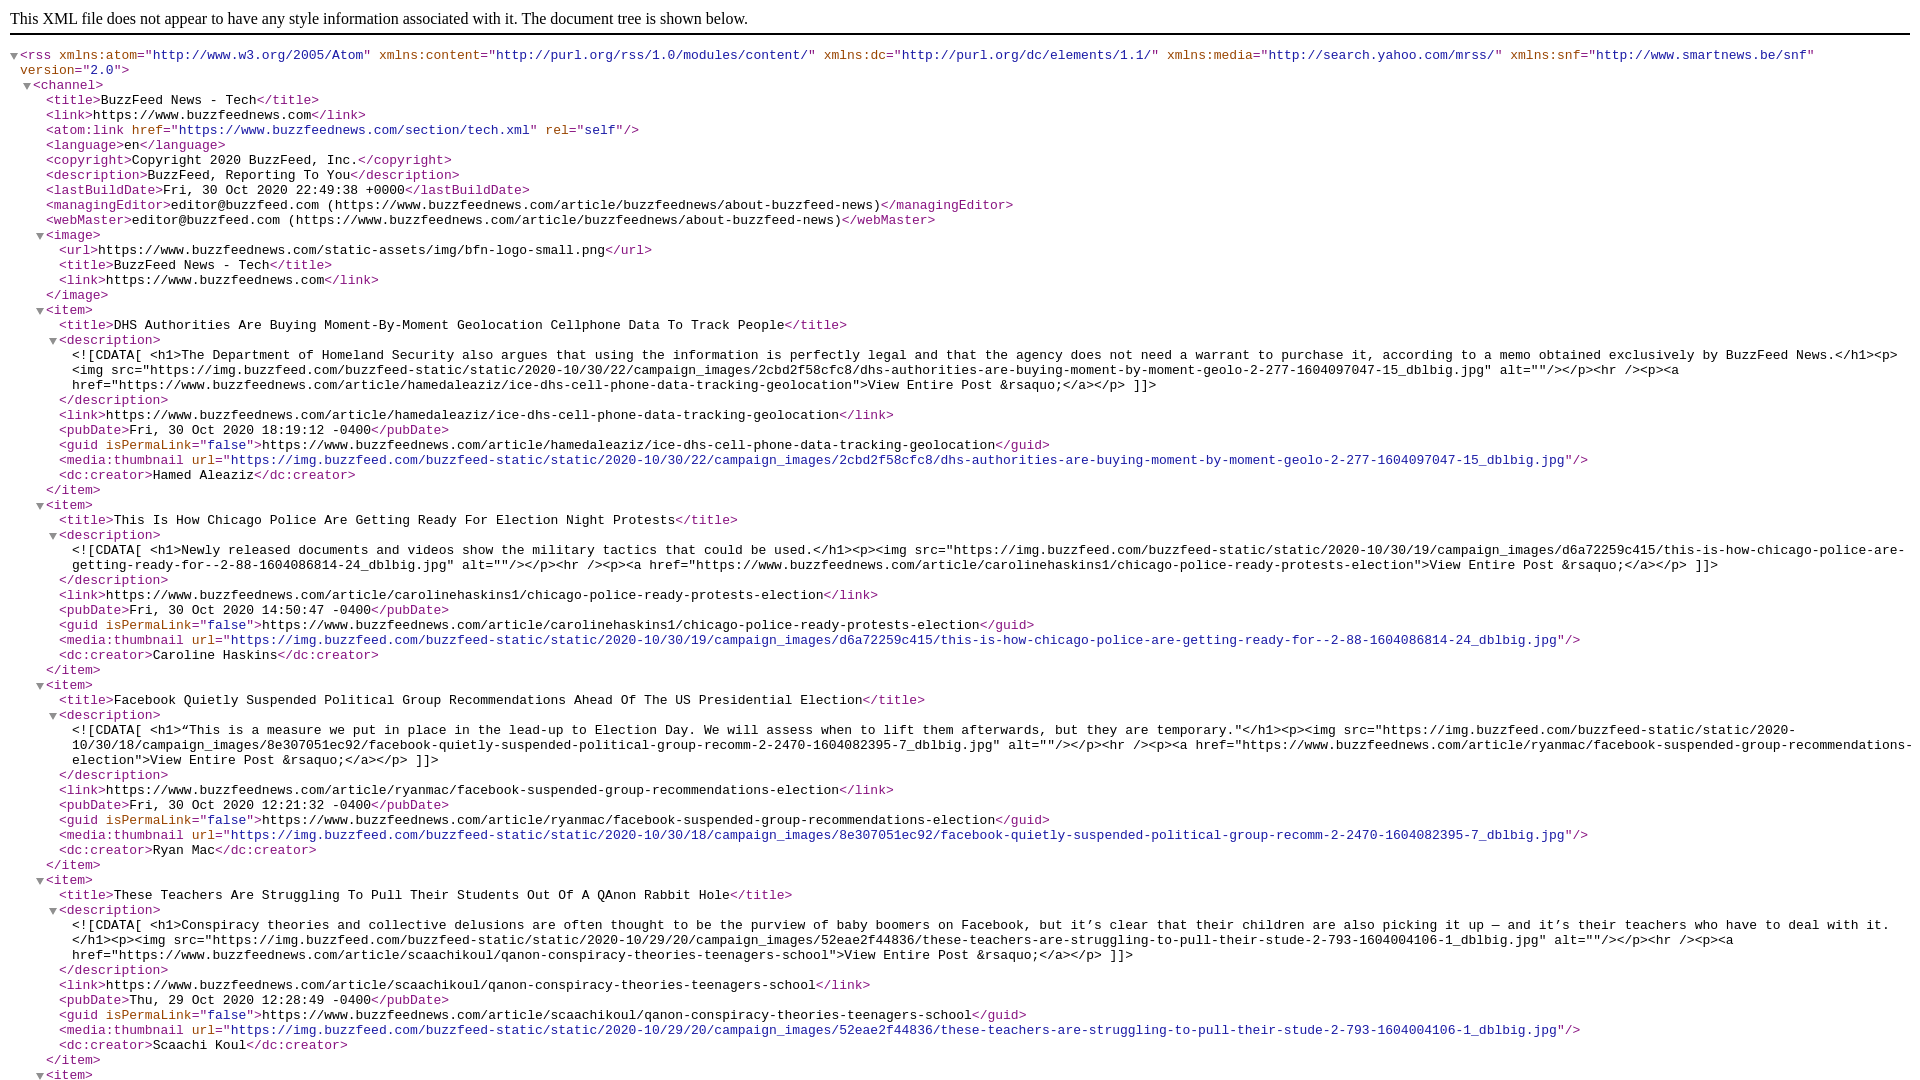 This XML file does not appear to have any style information associated with it. The document tree is shown below.
<rss xmlns:atom="http://www.w3.org/2005/Atom" xmlns:content="http://purl.org/rss/1.0/modules/content/" xmlns:dc="http://purl.org/dc/elements/1.1/" xmlns:media="http://search.yahoo.com/mrss/" xmlns:snf="http://www.smartnews.be/snf"
version="2.0">
<channel>
<title>BuzzFeed News - Tech</title>
<link>https://www.buzzfeednews.com</link>
<atom:link href="https://www.buzzfeednews.com/section/tech.xml" rel="self"/>
<language>en</language>
<copyright>Copyright 2020 BuzzFeed, Inc.</copyright>
<description>BuzzFeed, Reporting To You</description>
<lastBuildDate>Fri, 30 Oct 2020 22:49:38 +0000</lastBuildDate>
<managingEditor>editor@buzzfeed.com (https://www.buzzfeednews.com/article/buzzfeednews/about-buzzfeed-news)</managingEditor>
<webMaster>editor@buzzfeed.com (https://www.buzzfeednews.com/article/buzzfeednews/about-buzzfeed-news)</webMaster>
<image>
<url>https://www.buzzfeednews.com/static-assets/img/bfn-logo-small.png</url>
<title>BuzzFeed News - Tech</title>
<link>https://www.buzzfeednews.com</link>
</image>
<item>
<title>DHS Authorities Are Buying Moment-By-Moment Geolocation Cellphone Data To Track People</title>
<description>
<![CDATA[ <h1>The Department of Homeland Security also argues that using the information is perfectly legal and that the agency does not need a warrant to purchase it, according to a memo obtained exclusively by BuzzFeed News.</h1><p>
<img src="https://img.buzzfeed.com/buzzfeed-static/static/2020-10/30/22/campaign_images/2cbd2f58cfc8/dhs-authorities-are-buying-moment-by-moment-geolo-2-277-1604097047-15_dblbig.jpg" alt=""/></p><hr /><p><a
href="https://www.buzzfeednews.com/article/hamedaleaziz/ice-dhs-cell-phone-data-tracking-geolocation">View Entire Post &rsaquo;</a></p> ]]>
</description>
<link>https://www.buzzfeednews.com/article/hamedaleaziz/ice-dhs-cell-phone-data-tracking-geolocation</link>
<pubDate>Fri, 30 Oct 2020 18:19:12 -0400</pubDate>
<guid isPermaLink="false">https://www.buzzfeednews.com/article/hamedaleaziz/ice-dhs-cell-phone-data-tracking-geolocation</guid>
<media:thumbnail url="https://img.buzzfeed.com/buzzfeed-static/static/2020-10/30/22/campaign_images/2cbd2f58cfc8/dhs-authorities-are-buying-moment-by-moment-geolo-2-277-1604097047-15_dblbig.jpg"/>
<dc:creator>Hamed Aleaziz</dc:creator>
</item>
<item>
<title>This Is How Chicago Police Are Getting Ready For Election Night Protests</title>
<description>
<![CDATA[ <h1>Newly released documents and videos show the military tactics that could be used.</h1><p><img src="https://img.buzzfeed.com/buzzfeed-static/static/2020-10/30/19/campaign_images/d6a72259c415/this-is-how-chicago-police-are-
getting-ready-for--2-88-1604086814-24_dblbig.jpg" alt=""/></p><hr /><p><a href="https://www.buzzfeednews.com/article/carolinehaskins1/chicago-police-ready-protests-election">View Entire Post &rsaquo;</a></p> ]]>
</description>
<link>https://www.buzzfeednews.com/article/carolinehaskins1/chicago-police-ready-protests-election</link>
<pubDate>Fri, 30 Oct 2020 14:50:47 -0400</pubDate>
<guid isPermaLink="false">https://www.buzzfeednews.com/article/carolinehaskins1/chicago-police-ready-protests-election</guid>
<media:thumbnail url="https://img.buzzfeed.com/buzzfeed-static/static/2020-10/30/19/campaign_images/d6a72259c415/this-is-how-chicago-police-are-getting-ready-for--2-88-1604086814-24_dblbig.jpg"/>
<dc:creator>Caroline Haskins</dc:creator>
</item>
<item>
<title>Facebook Quietly Suspended Political Group Recommendations Ahead Of The US Presidential Election</title>
<description>
<![CDATA[ <h1>“This is a measure we put in place in the lead-up to Election Day. We will assess when to lift them afterwards, but they are temporary."</h1><p><img src="https://img.buzzfeed.com/buzzfeed-static/static/2020-
10/30/18/campaign_images/8e307051ec92/facebook-quietly-suspended-political-group-recomm-2-2470-1604082395-7_dblbig.jpg" alt=""/></p><hr /><p><a href="https://www.buzzfeednews.com/article/ryanmac/facebook-suspended-group-recommendations-
election">View Entire Post &rsaquo;</a></p> ]]>
</description>
<link>https://www.buzzfeednews.com/article/ryanmac/facebook-suspended-group-recommendations-election</link>
<pubDate>Fri, 30 Oct 2020 12:21:32 -0400</pubDate>
<guid isPermaLink="false">https://www.buzzfeednews.com/article/ryanmac/facebook-suspended-group-recommendations-election</guid>
<media:thumbnail url="https://img.buzzfeed.com/buzzfeed-static/static/2020-10/30/18/campaign_images/8e307051ec92/facebook-quietly-suspended-political-group-recomm-2-2470-1604082395-7_dblbig.jpg"/>
<dc:creator>Ryan Mac</dc:creator>
</item>
<item>
<title>These Teachers Are Struggling To Pull Their Students Out Of A QAnon Rabbit Hole</title>
<description>
<![CDATA[ <h1>Conspiracy theories and collective delusions are often thought to be the purview of baby boomers on Facebook, but it’s clear that their children are also picking it up — and it’s their teachers who have to deal with it.
</h1><p><img src="https://img.buzzfeed.com/buzzfeed-static/static/2020-10/29/20/campaign_images/52eae2f44836/these-teachers-are-struggling-to-pull-their-stude-2-793-1604004106-1_dblbig.jpg" alt=""/></p><hr /><p><a
href="https://www.buzzfeednews.com/article/scaachikoul/qanon-conspiracy-theories-teenagers-school">View Entire Post &rsaquo;</a></p> ]]>
</description>
<link>https://www.buzzfeednews.com/article/scaachikoul/qanon-conspiracy-theories-teenagers-school</link>
<pubDate>Thu, 29 Oct 2020 12:28:49 -0400</pubDate>
<guid isPermaLink="false">https://www.buzzfeednews.com/article/scaachikoul/qanon-conspiracy-theories-teenagers-school</guid>
<media:thumbnail url="https://img.buzzfeed.com/buzzfeed-static/static/2020-10/29/20/campaign_images/52eae2f44836/these-teachers-are-struggling-to-pull-their-stude-2-793-1604004106-1_dblbig.jpg"/>
<dc:creator>Scaachi Koul</dc:creator>
</item>
<item>